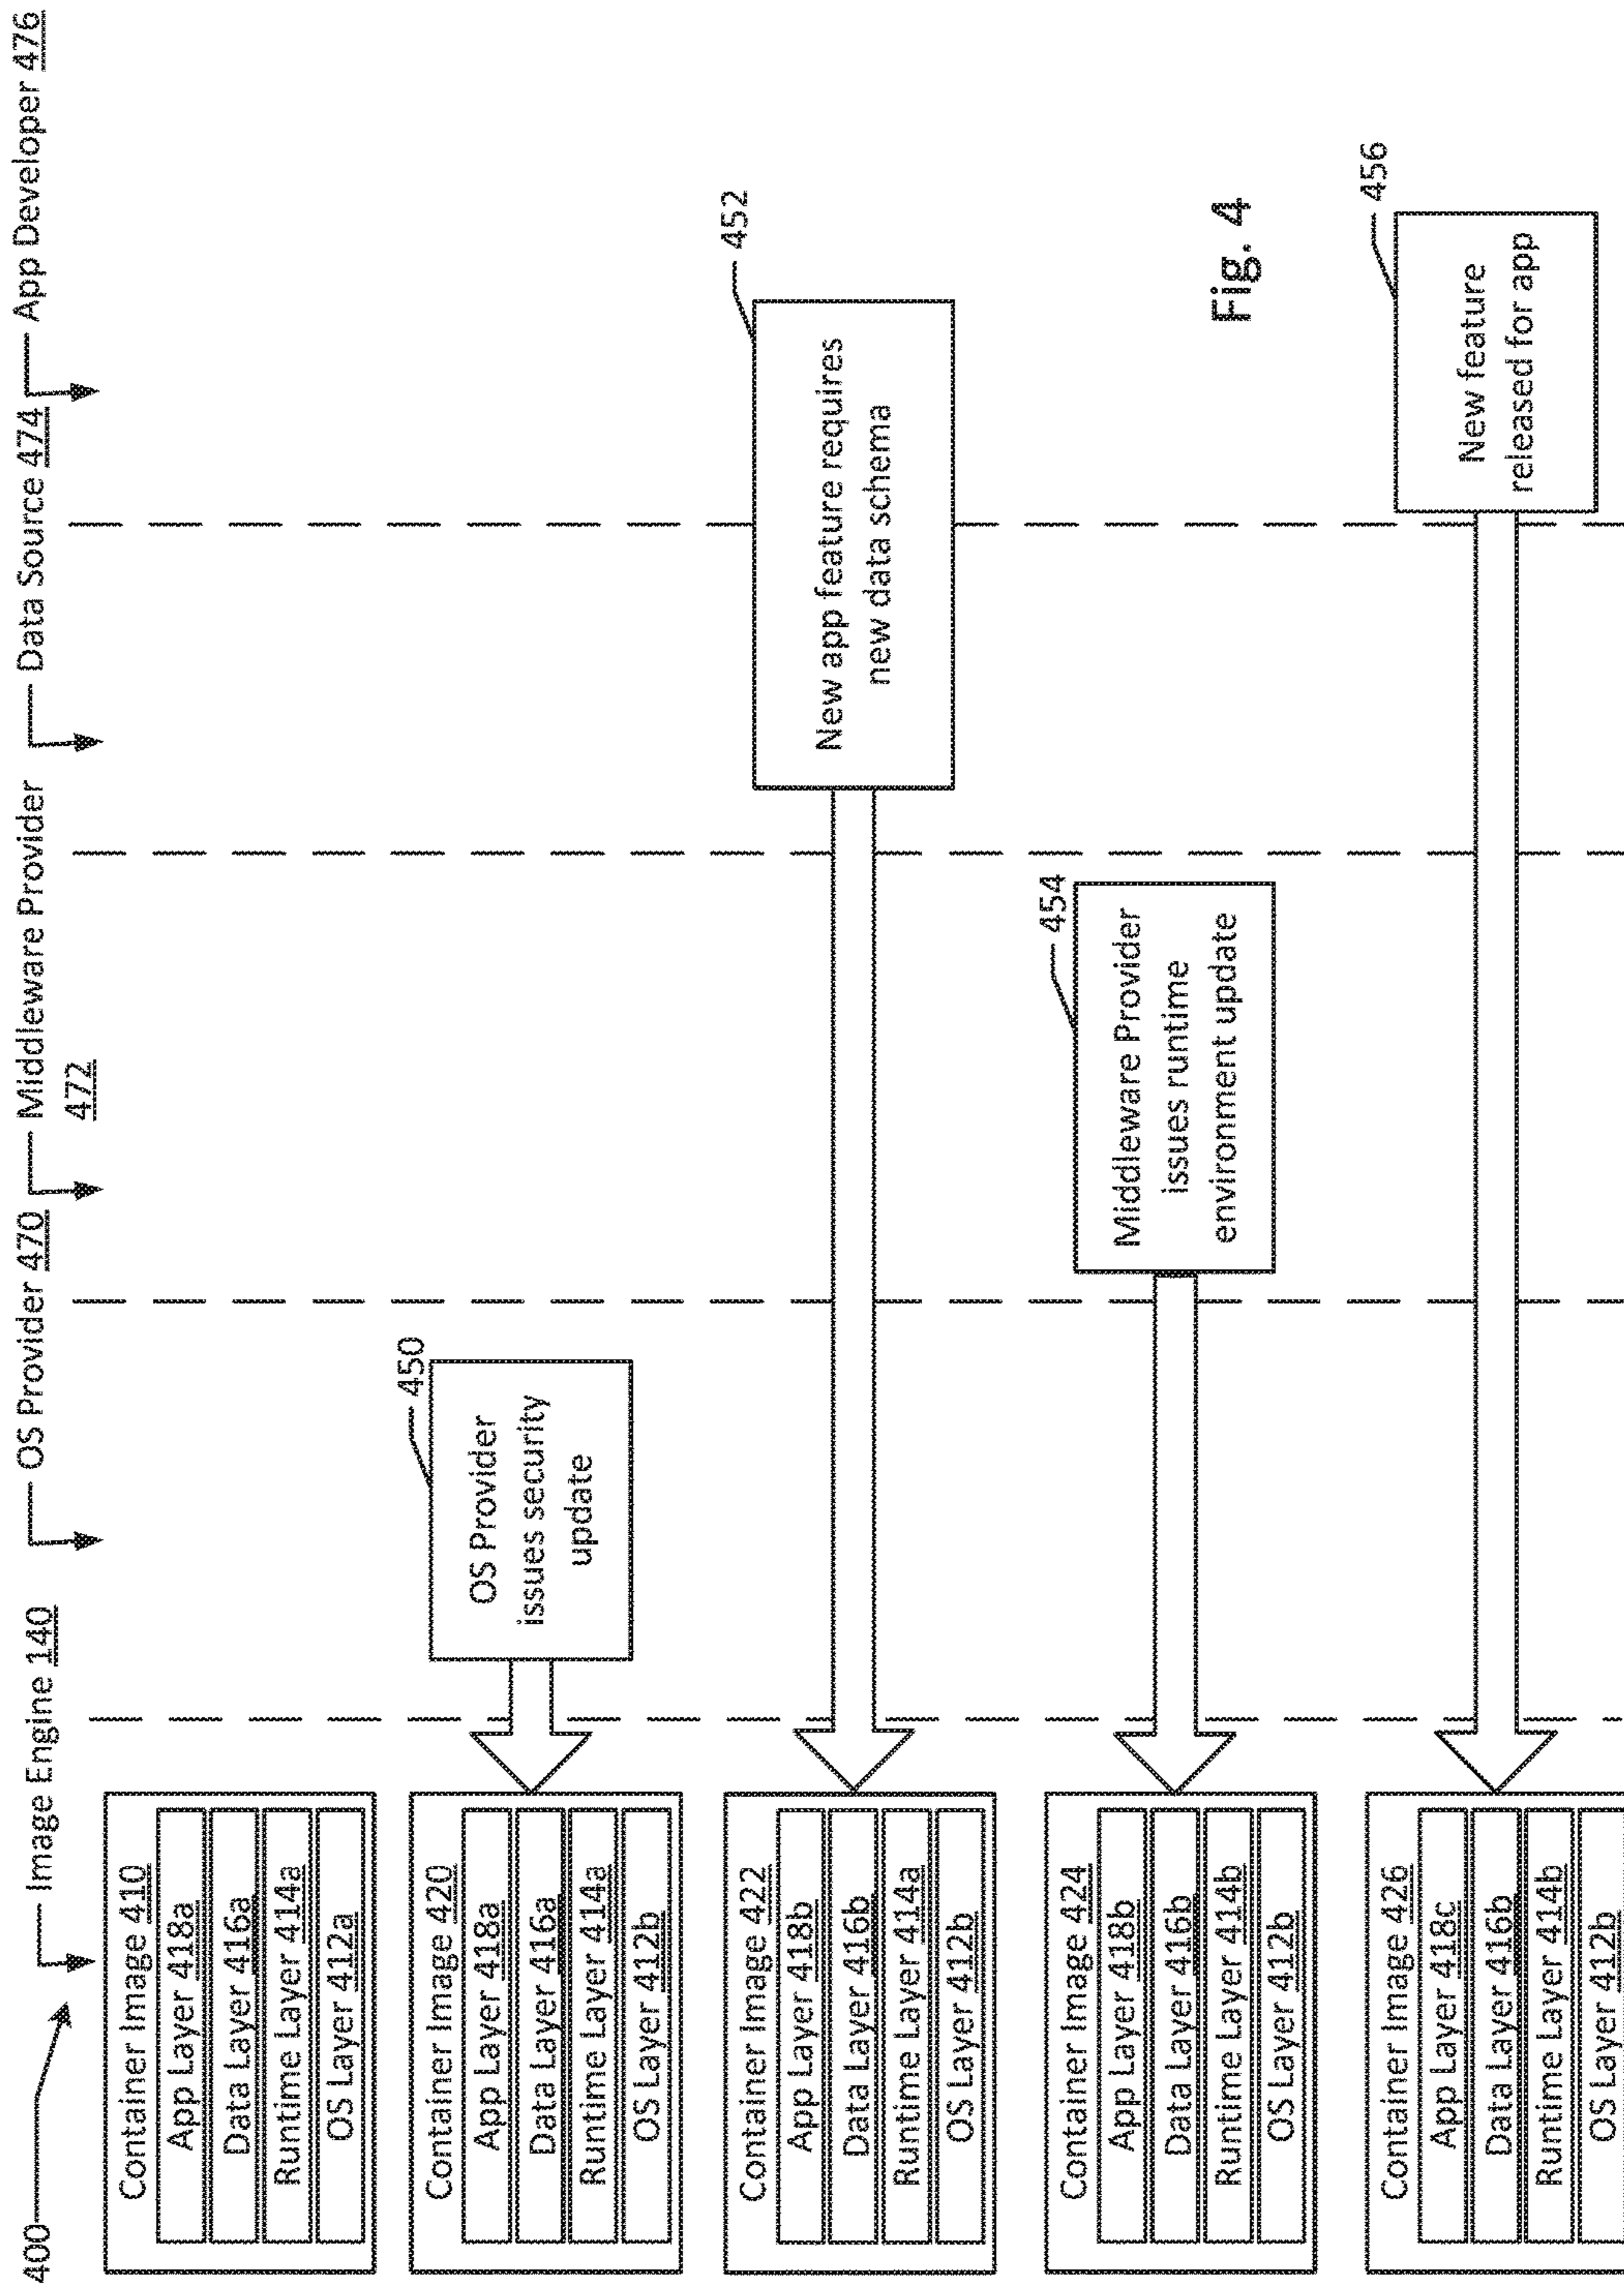 400
Image Engine 140
OS Provider 470
Middleware Provider
472
Data Source 474
App Developer 476
Container Image 410
App Layer 418a
Data Layer 416a
Runtime Layer 414a
OS Layer 412a
Container Image 420
App Layer 418a
Data Layer 416a
Runtime Layer 414a
OS Layer 412b
450
OS Provider
issues security
update
Container Image 422
App Layer 418b
Data Layer 416b
Runtime Layer 414a
OS Layer 412b
452
New app feature requires
new data schema
Container Image 424
App Layer 418b
Data Layer 416b
Runtime Layer 414b
OS Layer 412b
454
Middleware Provider
issues runtime
environment update
Fig. 4
Container Image 426
App Layer 418c
Data Layer 416b
Runtime Layer 414b
OS Layer 412b
456
New feature
released for app